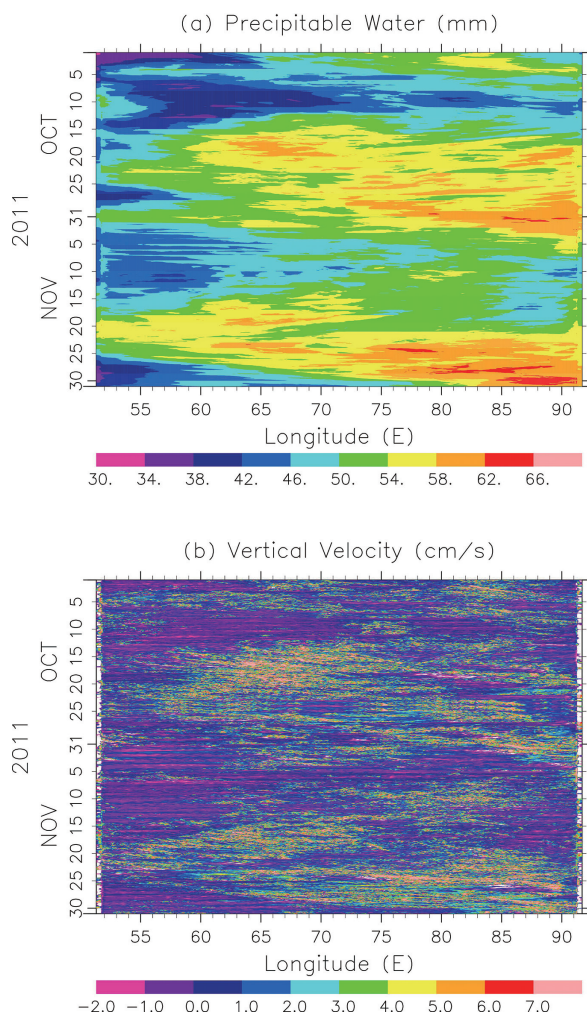 (a) Precipitable Water (mm)
2011
OCT
NOV
5
10
15
20
25
31
5
10
15
20
25
30
55 60 65 70 75 80 85 90
Longitude (E)
30. 34. 38. 42. 46. 50. 54. 58. 62. 66.
(b) Vertical Velocity (cm/s)
2011
OCT
NOV
5
10
15
20
25
31
5
10
15
20
25
30
55 60 65 70 75 80 85 90
Longitude (E)
-2.0 -1.0 0.0 1.0 2.0 3.0 4.0 5.0 6.0 7.0